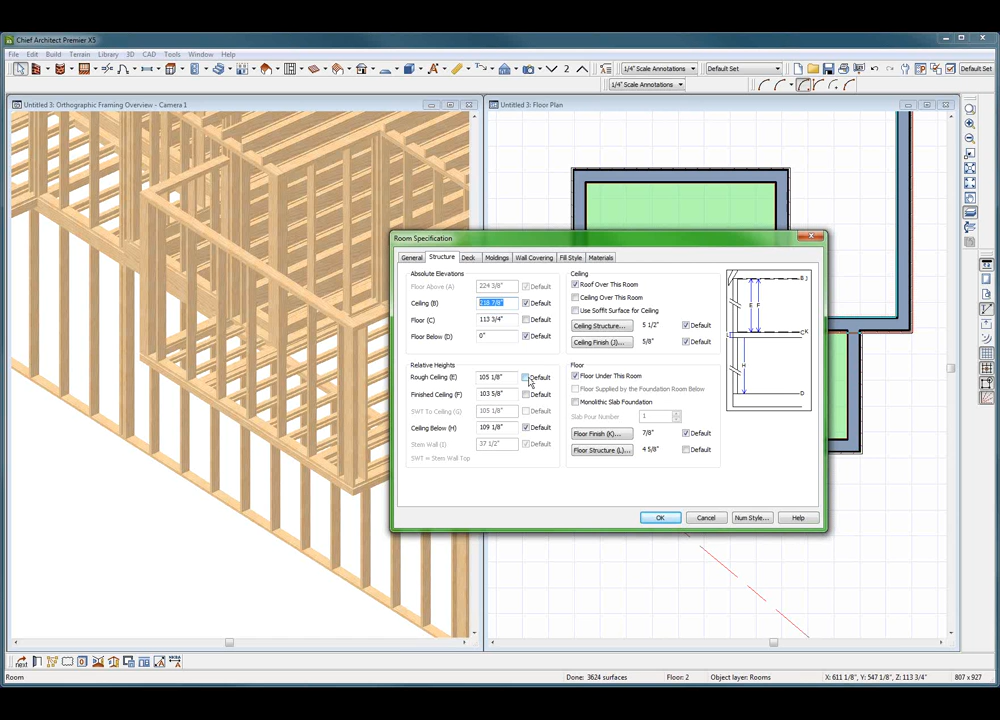 Chief Architect Premier X5
File Edit Build Terrain Library 3D CAD Tools Window Help
2 1/4" Scale Annotations Default Set Default Set
1/4" Scale Annotations
Untitled 3: Orthographic Framing Overview - Camera 1
Untitled 3: Floor Plan
Room Specification
General Structure Deck Moldings Wall Covering Fill Style Materials
Absolute Elevations
Floor Above (A) 224 3/8" Default
Ceiling (B) 218 7/8" Default
Floor (C) 113 3/4" Default
Floor Below (D) 0" Default
Relative Heights
Rough Ceiling (E) 105 1/8" Default
Finished Ceiling (F) 103 5/8" Default
SWT To Ceiling (G) 105 1/8" Default
Ceiling Below (H) 109 1/8" Default
Stem Wall (I) 37 1/2" Default
SWT = Stem Wall Top
Ceiling
Roof Over This Room
Ceiling Over This Room
Use Soffit Surface for Ceiling
Ceiling Structure... 5 1/2" Default
Ceiling Finish (J)... 5/8" Default
Floor
Floor Under This Room
Floor Supplied by the Foundation Room Below
Monolithic Slab Foundation
Slab Pour Number 1
Floor Finish (K)... 7/8" Default
Floor Structure (L)... 4 5/8" Default
B J
E F
C K
H
D
OK Cancel Num Style... Help
next
Room Done: 3624 surfaces Floor: 2 Object layer: Rooms X: 611 1/8", Y: 547 1/8", Z: 113 3/4" 807 x 927